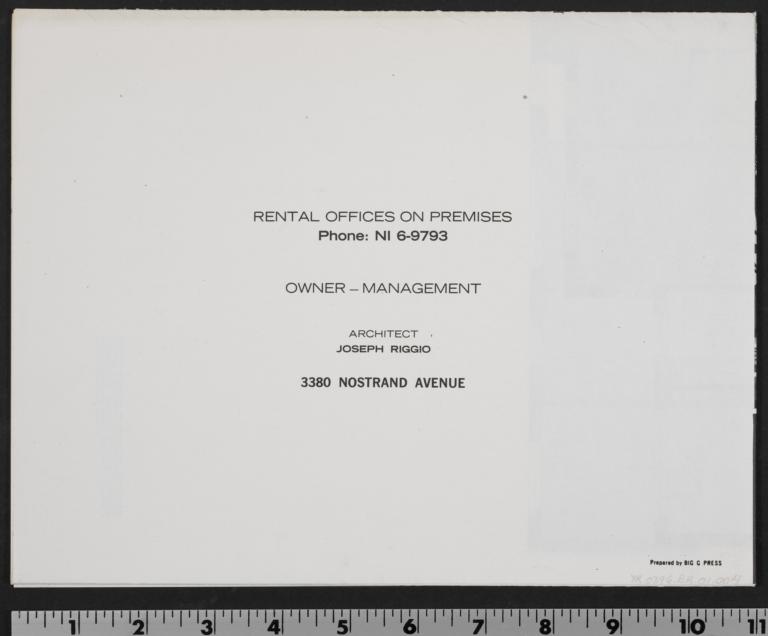 RENTAL OFFICES ON PREMISES
Phone: NI 6-9793
OWNER – MANAGEMENT
ARCHITECT
JOSEPH RIGGIO
3380 NOSTRAND AVENUE
Prepared by BIG G PRESS
1 2 3 4 5 6 7 8 9 10 11